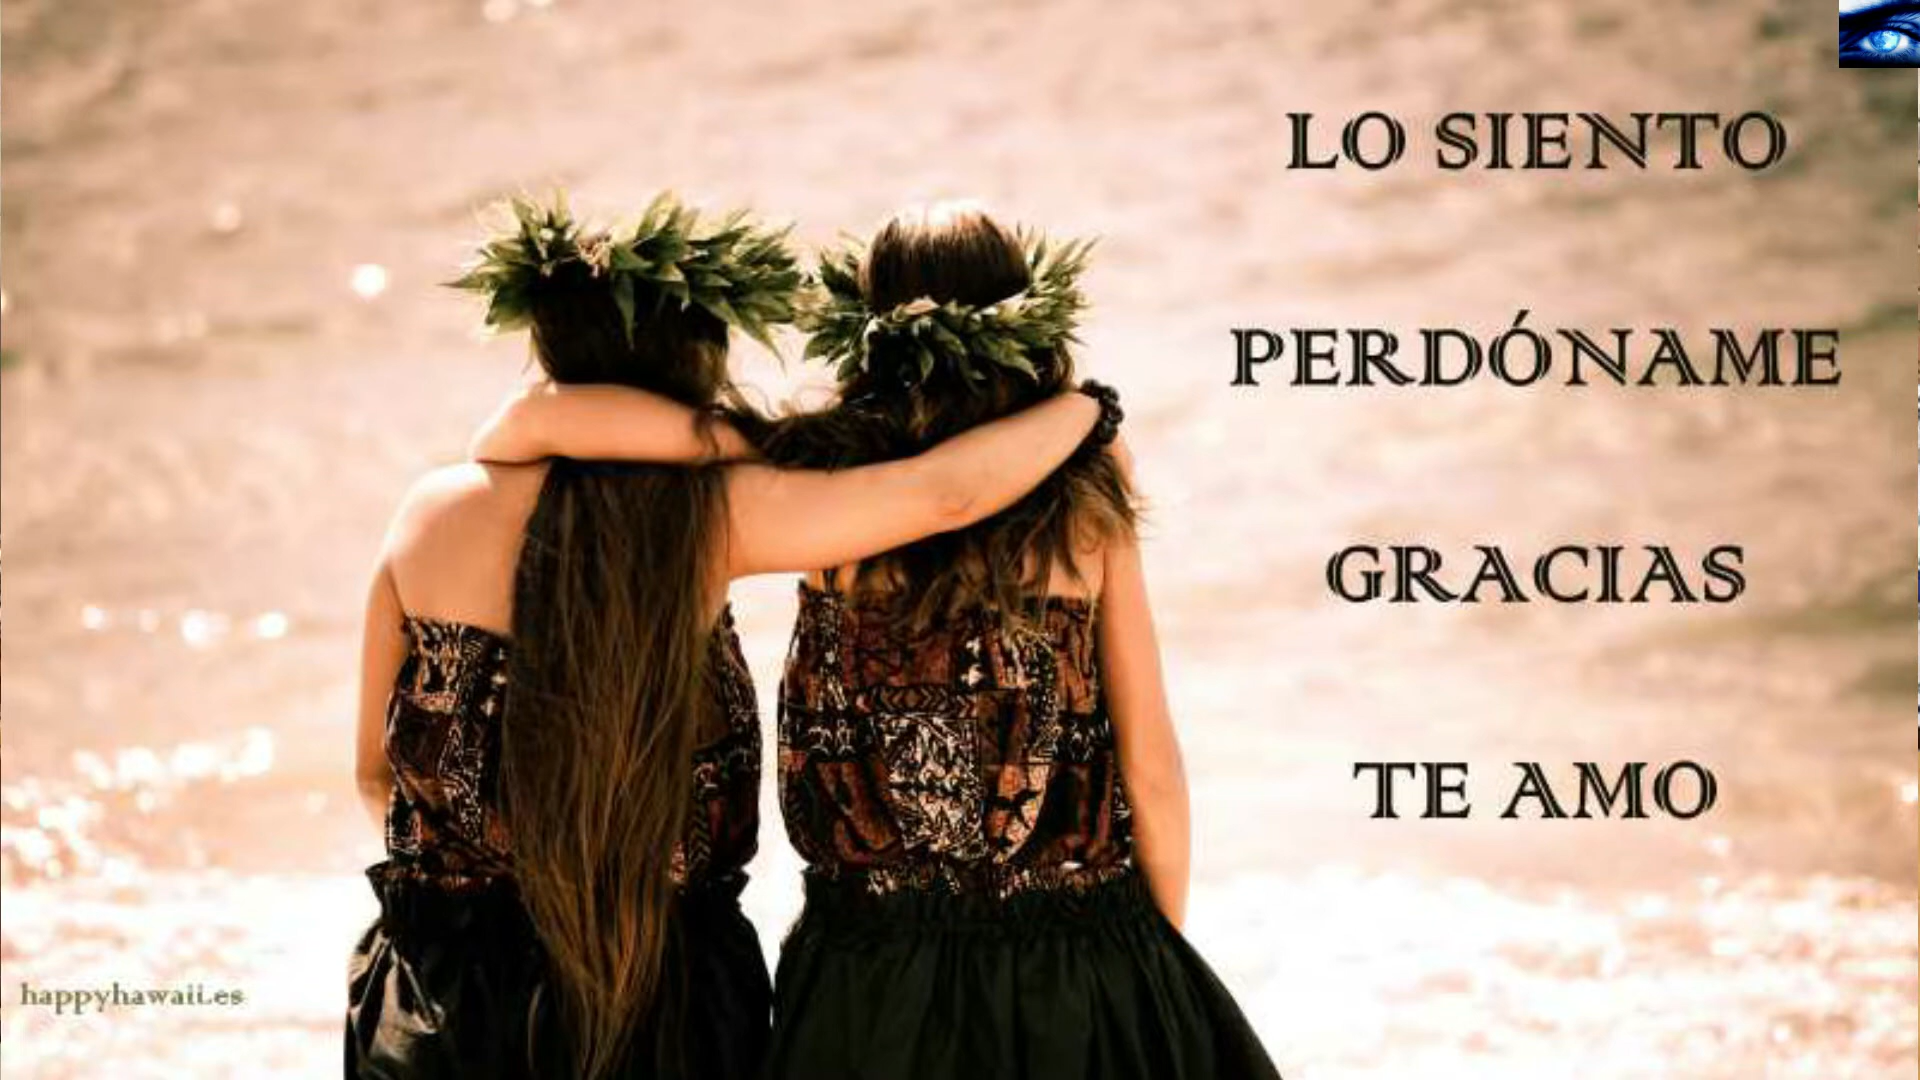 LO SIENTO
PERDÓNAME
GRACIAS
TE AMO
happyhawaii.es